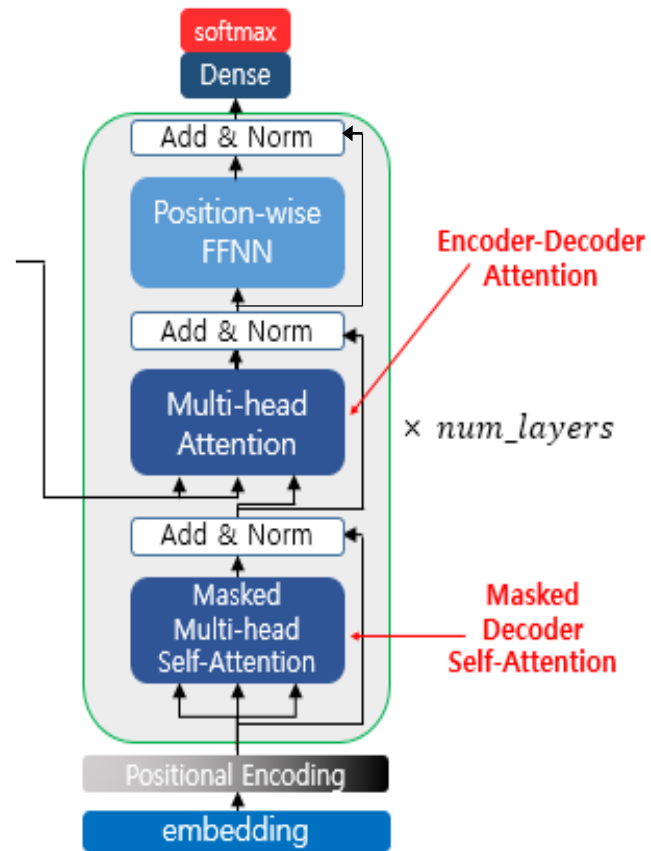 softmax
Dense
Add & Norm
Position-wise
FFNN
Encoder-Decoder
Attention
Add & Norm
Multi-head
Attention
× num_layers
Add & Norm
Masked
Multi-head
Self-Attention
Masked
Decoder
Self-Attention
Positional Encoding
embedding